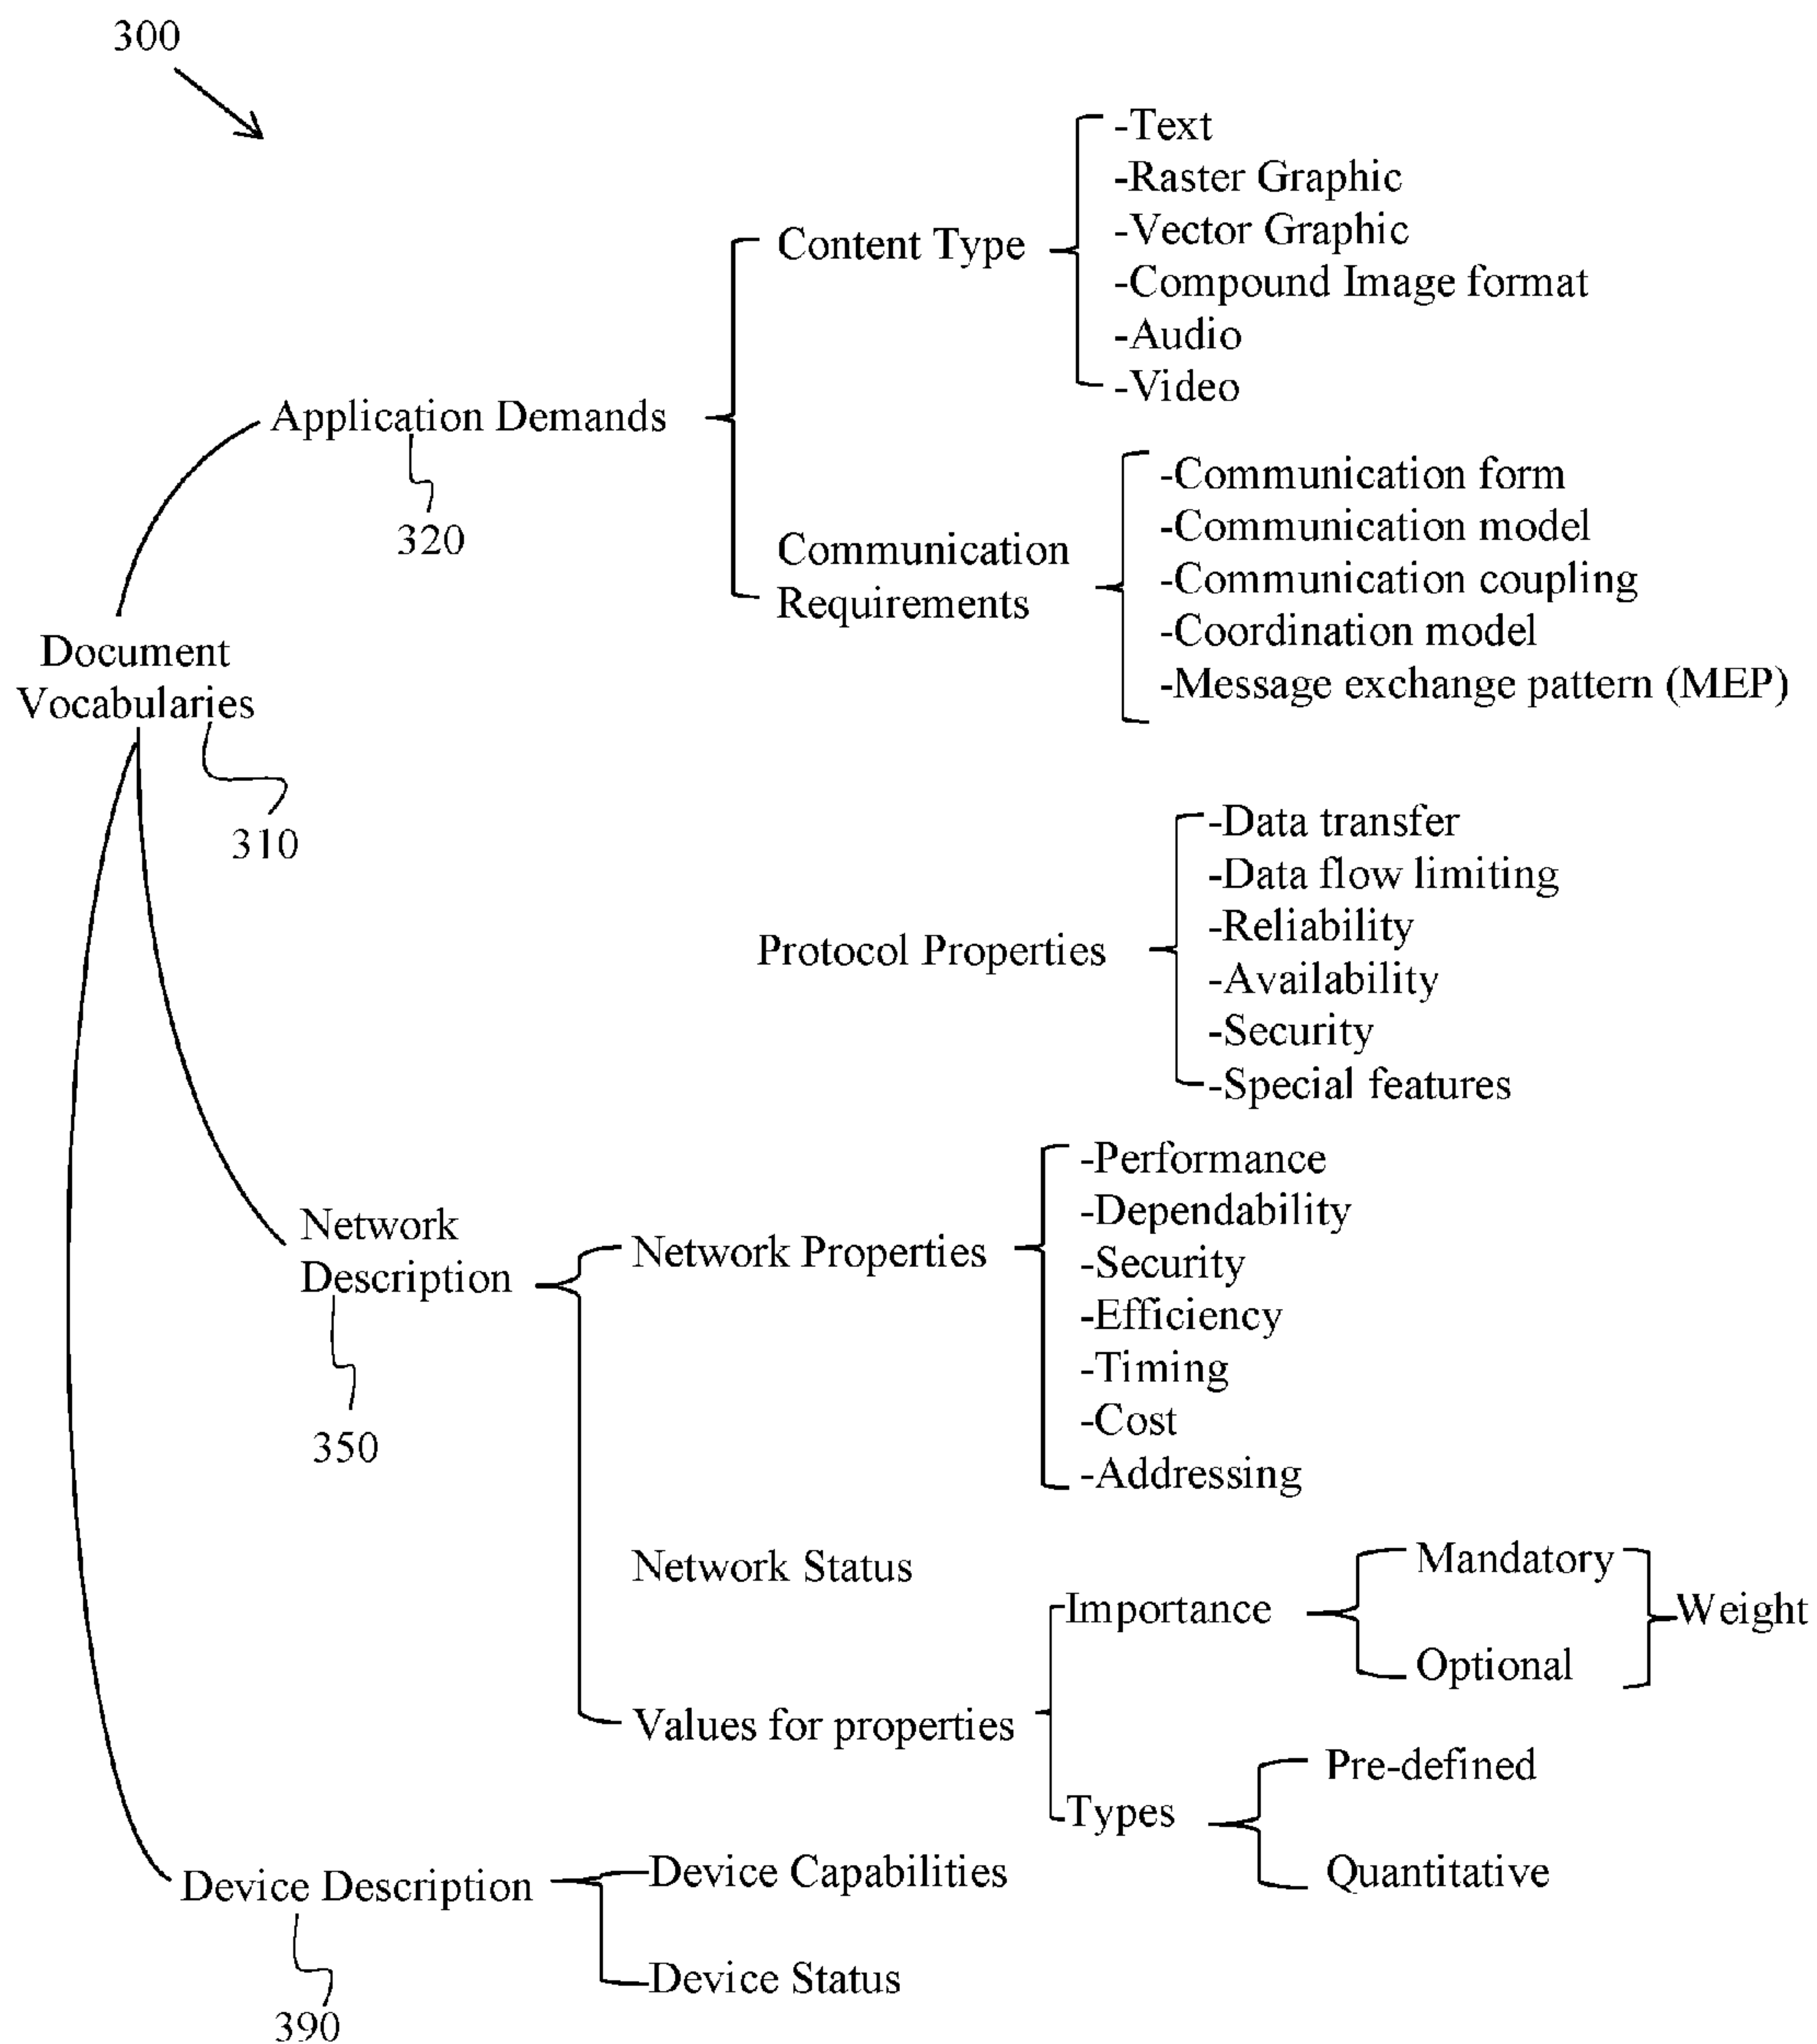 300
-Text
-Raster Graphic
-Vector Graphic
-Compound Image format
-Audio
-Video
Content Type
Application Demands
320
Communication
Requirements
-Communication form
-Communication model
-Communication coupling
-Coordination model
-Message exchange pattern (MEP)
Document
Vocabularies
310
Protocol Properties
-Data transfer
-Data flow limiting
-Reliability
-Availability
-Security
-Special features
Network
Description
350
Network Properties
-Performance
-Dependability
-Security
-Efficiency
-Timing
-Cost
-Addressing
Network Status
Values for properties
Importance
Mandatory
Optional
Weight
Types
Pre-defined
Quantitative
Device Description
390
Device Capabilities
Device Status